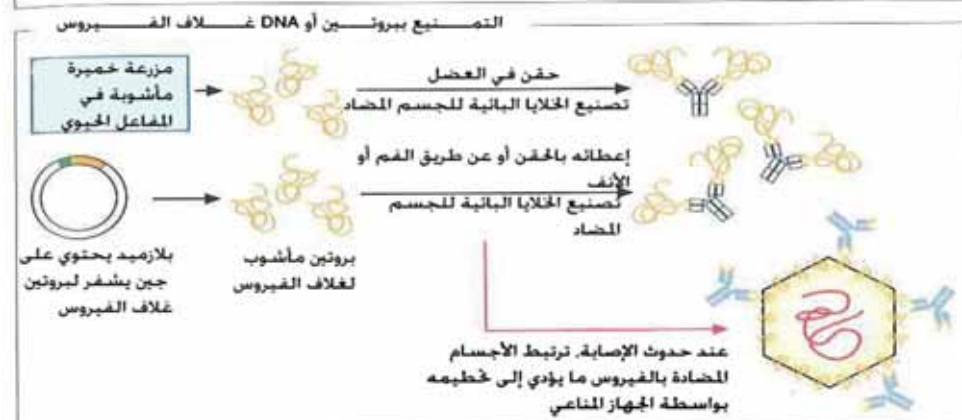 التمنيع ببروتين أو DNA غلاف الفيروس
مزرعة خميرة
مأشوبة في
المفاعل الحيوي
حقن في العضل
تصنيع الخلايا البائية للجسم المضاد
إعطائه بالحقن أو عن طريق الفم أو
الأنف
تصنيع الخلايا البائية للجسم
المضاد
بلازميد يحتوي على
جين يشفر لبروتين
غلاف الفيروس
بروتين مأشوب
لغلاف الفيروس
عند حدوث الإصابة، ترتبط الأجسام
المضادة بالفيروس ما يؤدي إلى تحطيمه
بواسطة الجهاز المناعي